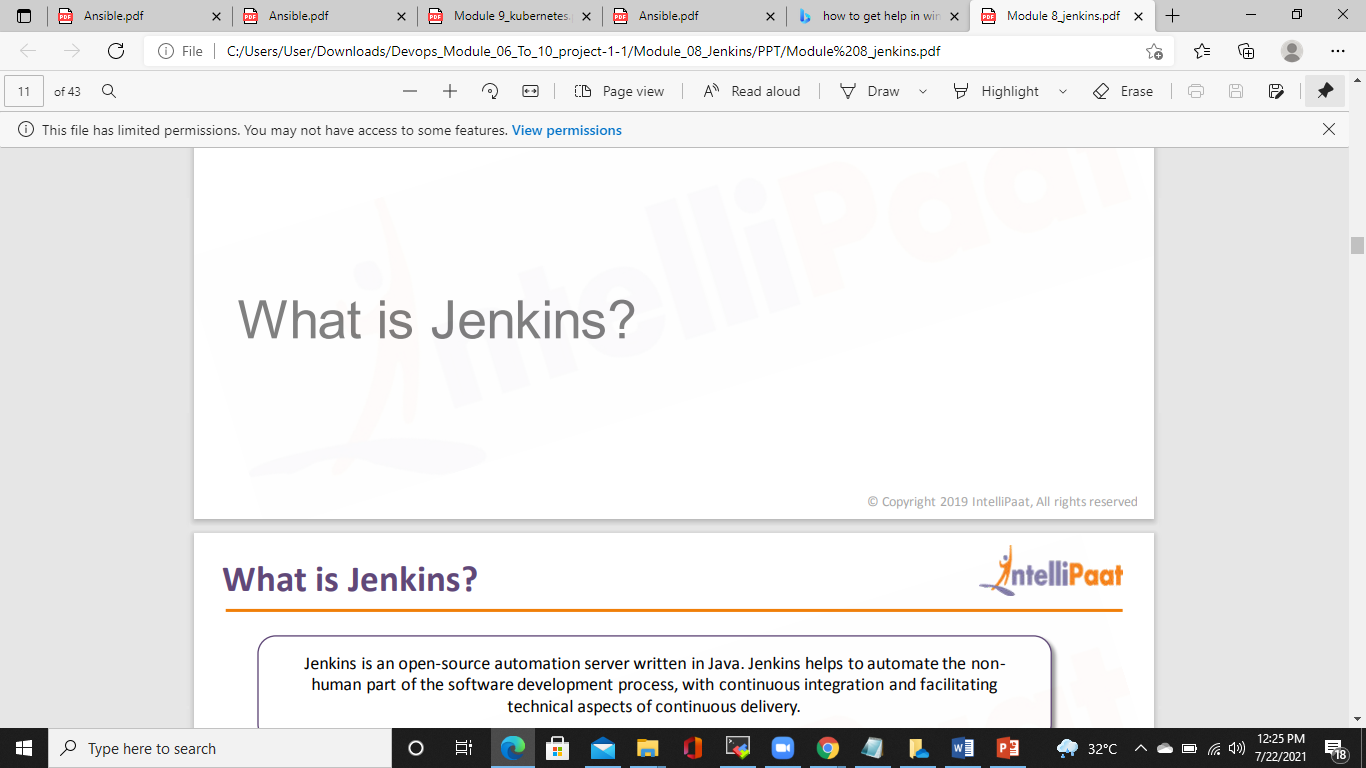 Ansible.pdf
Ansible.pdf
Module 9_kubernetes.
Ansible.pdf
how to get help in win
Module 8_jenkins.pdf
File
C:/Users/User/Downloads/Devops_Module_06_To_10_project-1-1/Module_08_Jenkins/PPT/Module%208_jenkins.pdf
11 of 43
Page view
Read aloud
Draw
Highlight
Erase
This file has limited permissions. You may not have access to some features. View permissions
IntelliPaat
What is Jenkins?
© Copyright 2019 IntelliPaat, All rights reserved
What is Jenkins?
IntelliPaat
Jenkins is an open-source automation server written in Java. Jenkins helps to automate the non-
human part of the software development process, with continuous integration and facilitating
technical aspects of continuous delivery.
Type here to search
32°C
12:25 PM
7/22/2021
18